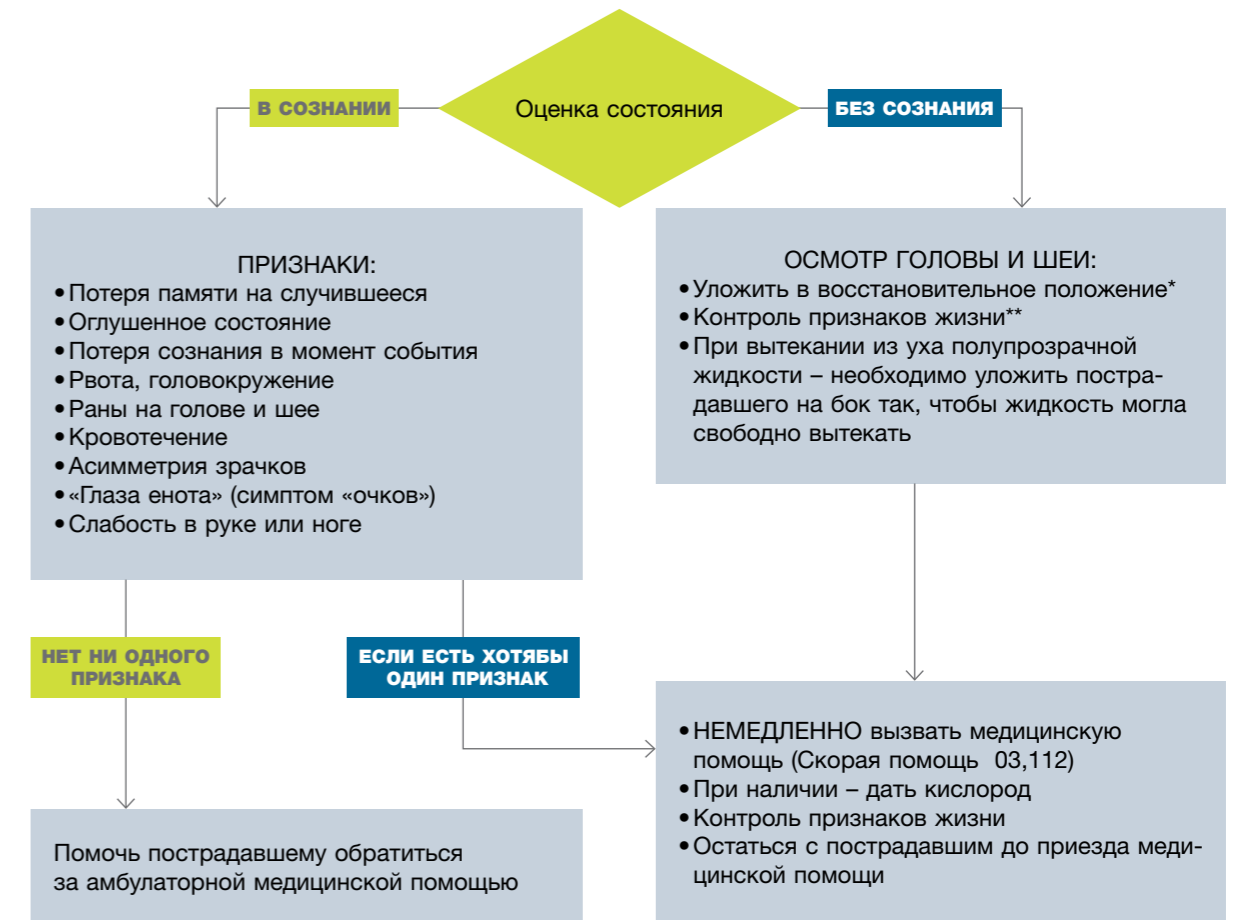 Оценка состояния
В СОЗНАНИИ
БЕЗ СОЗНАНИЯ
ПРИЗНАКИ:
•Потеря памяти на случившееся
•Оглушенное состояние
•Потеря сознания в момент события
•Рвота, головокружение
•Раны на голове и шее
•Кровотечение
•Асимметрия зрачков
•«Глаза енота» (симптом «очков»)
•Слабость в руке или ноге
ОСМОТР ГОЛОВЫ И ШЕИ:
•Уложить в восстановительное положение*
•Контроль признаков жизни**
•При вытекании из уха полупрозрачной
жидкости – необходимо уложить постра-
давшего на бок так, чтобы жидкость могла
свободно вытекать
НЕТ НИ ОДНОГО
ПРИЗНАКА
ЕСЛИ ЕСТЬ ХОТЯБЫ
ОДИН ПРИЗНАК
Помочь пострадавшему обратиться
за амбулаторной медицинской помощью
•НЕМЕДЛЕННО вызвать медицинскую
помощь (Скорая помощь  03,112)
•При наличии – дать кислород
•Контроль признаков жизни
•Остаться с пострадавшим до приезда меди-
цинской помощи